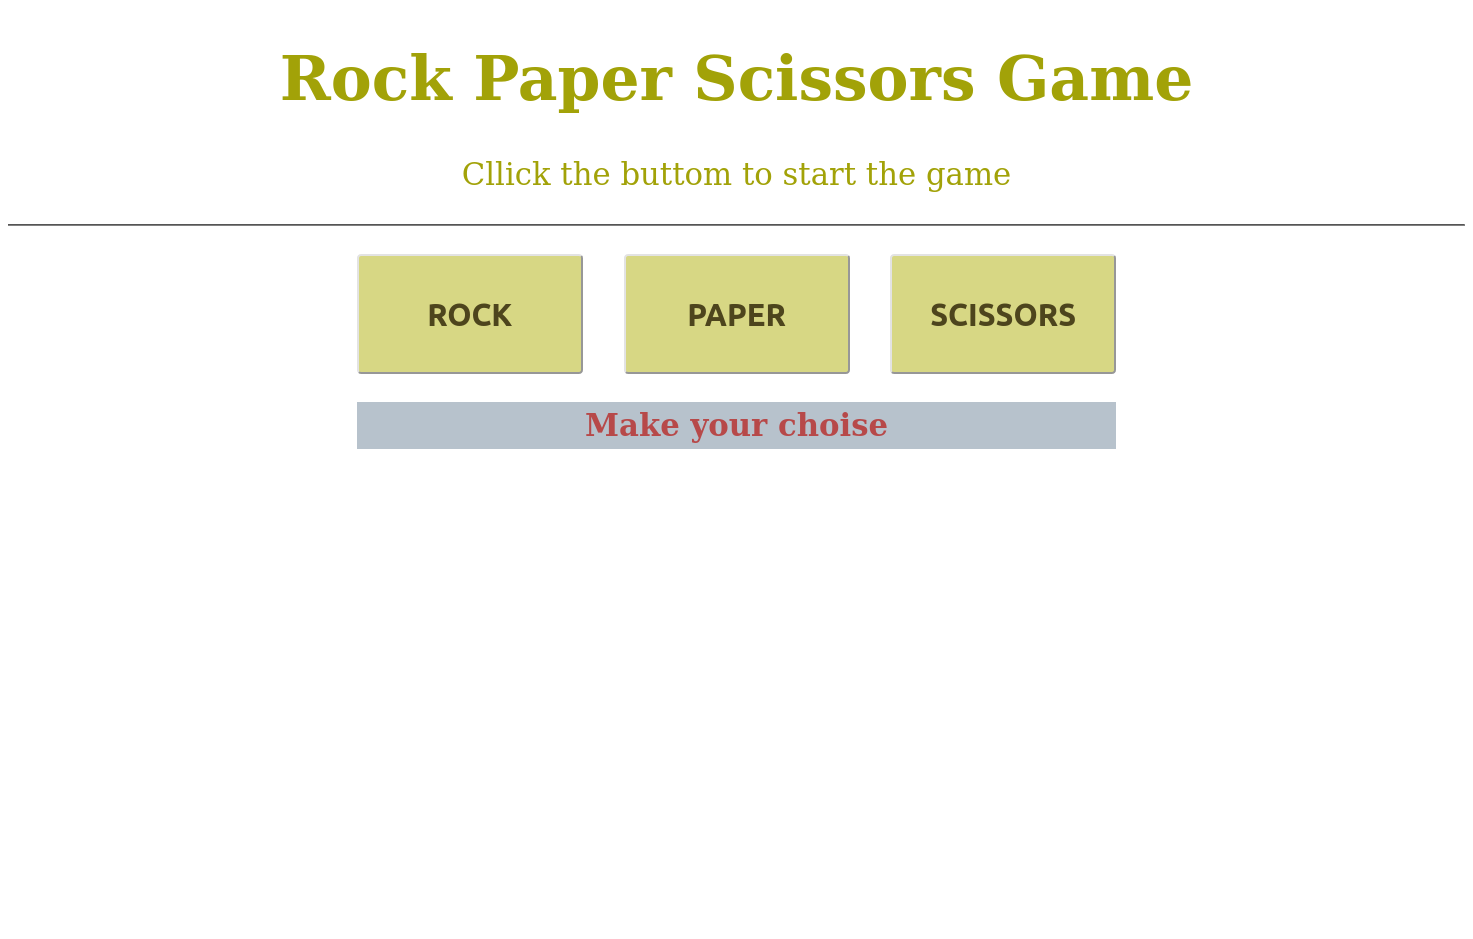 Rock Paper Scissors Game
Cllick the buttom to start the game
ROCK PAPER SCISSORS
Make your choise